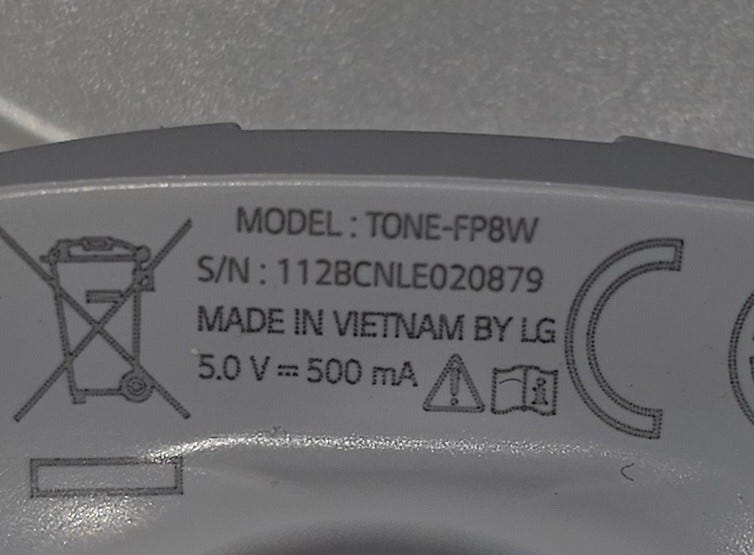 MODEL : TONE-FP8W
S/N : 112BCNLE020879
MADE IN VIETNAM BY LG
5.0 V⎓500 mA